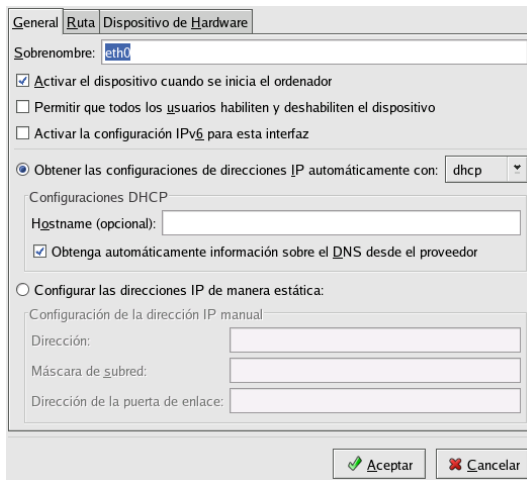 General Ruta Dispositivo de Hardware
Sobrenombre: eth0
Activar el dispositivo cuando se inicia el ordenador
Permitir que todos los usuarios habiliten y deshabiliten el dispositivo
Activar la configuración IPv6 para esta interfaz
Obtener las configuraciones de direcciones IP automáticamente con: dhcp
Configuraciones DHCP
Hostname (opcional):
Obtenga automáticamente información sobre el DNS desde el proveedor
Configurar las direcciones IP de manera estática:
Configuración de la dirección IP manual
Dirección:
Máscara de subred:
Dirección de la puerta de enlace:
Aceptar Cancelar